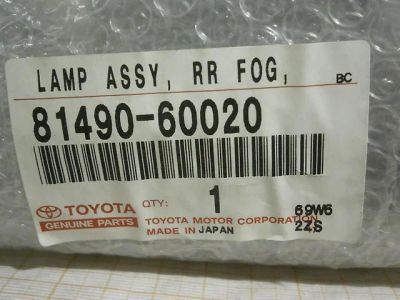 LAMP ASSY, RR FOG, BC
81490-60020
TOYOTA
GENUINE PARTS
QTY: 1
TOYOTA MOTOR CORPORATION
MADE IN JAPAN
69W6
22,S